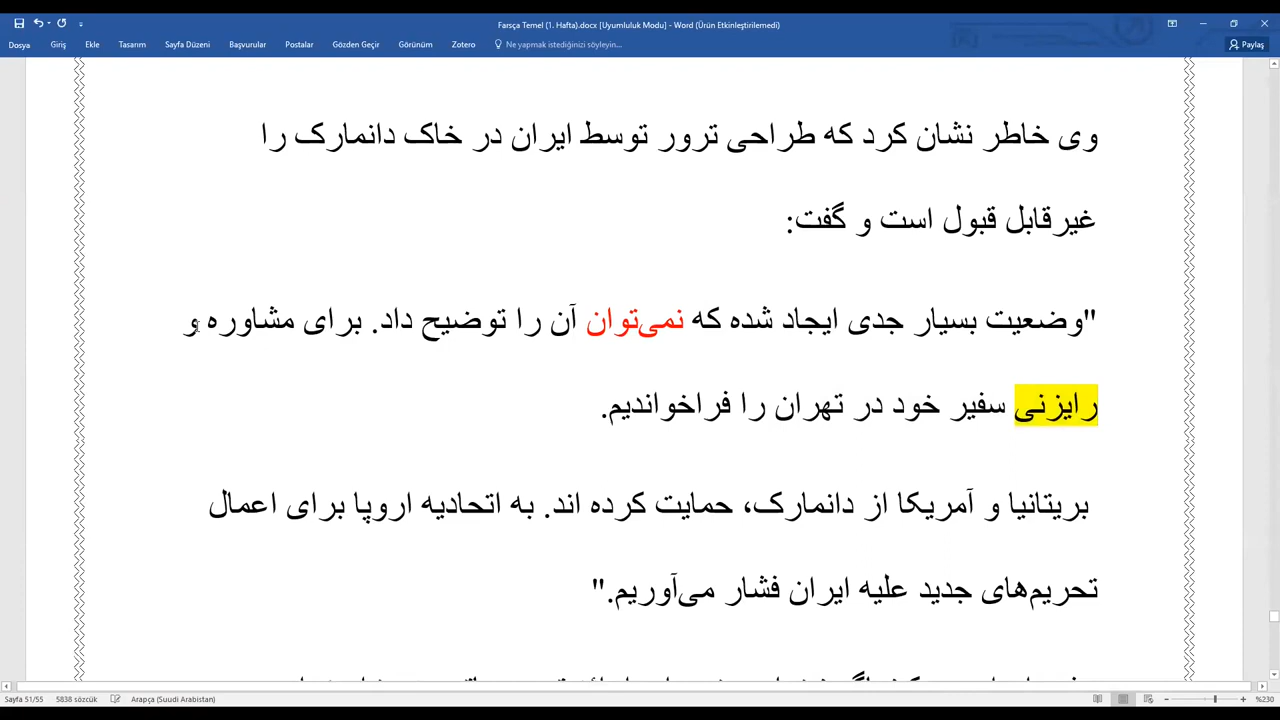 Farsça Temel (1. Hafta).docx [Uyumluluk Modu] - Word (Ürün Etkinleştirilemedi)
Dosya Giriş Ekle Tasarım Sayfa Düzeni Başvurular Postalar Gözden Geçir Görünüm Zotero Ne yapmak istediğinizi söyleyin... Paylaş
وی خاطر نشان کرد که طراحی ترور توسط ایران در خاک دانمارک را
غیرقابل قبول است و گفت:
"وضعیت بسیار جدی ایجاد شده که نمی‌توان آن را توضیح داد. برای مشاوره و
رایزنی سفیر خود در تهران را فراخواندیم.
بریتانیا و آمریکا از دانمارک، حمایت کرده اند. به اتحادیه اروپا برای اعمال
تحریم‌های جدید علیه ایران فشار می‌آوریم."
Sayfa 51/55 5838 sözcük Arapça (Suudi Arabistan) %230